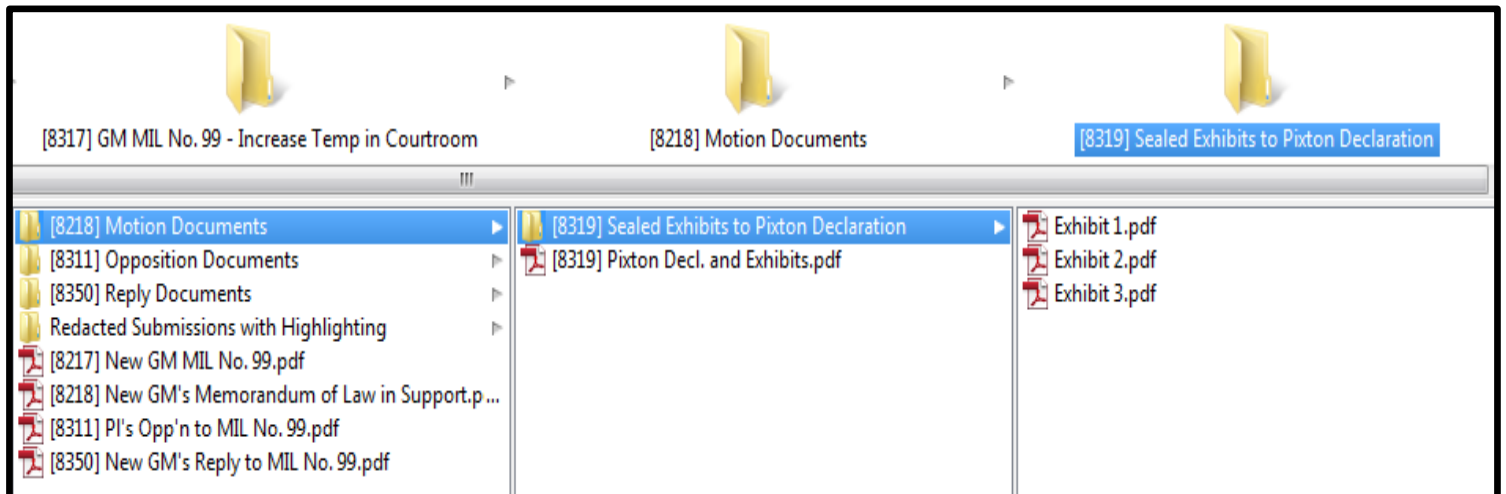 [8317] GM MIL No. 99 - Increase Temp in Courtroom
[8218] Motion Documents
[8319] Sealed Exhibits to Pixton Declaration
[8218] Motion Documents
[8311] Opposition Documents
[8350] Reply Documents
Redacted Submissions with Highlighting
[8217] New GM MIL No. 99.pdf
[8218] New GM's Memorandum of Law in Support.p...
[8311] Pl's Opp'n to MIL No. 99.pdf
[8350] New GM's Reply to MIL No. 99.pdf
[8319] Sealed Exhibits to Pixton Declaration
[8319] Pixton Decl. and Exhibits.pdf
Exhibit 1.pdf
Exhibit 2.pdf
Exhibit 3.pdf